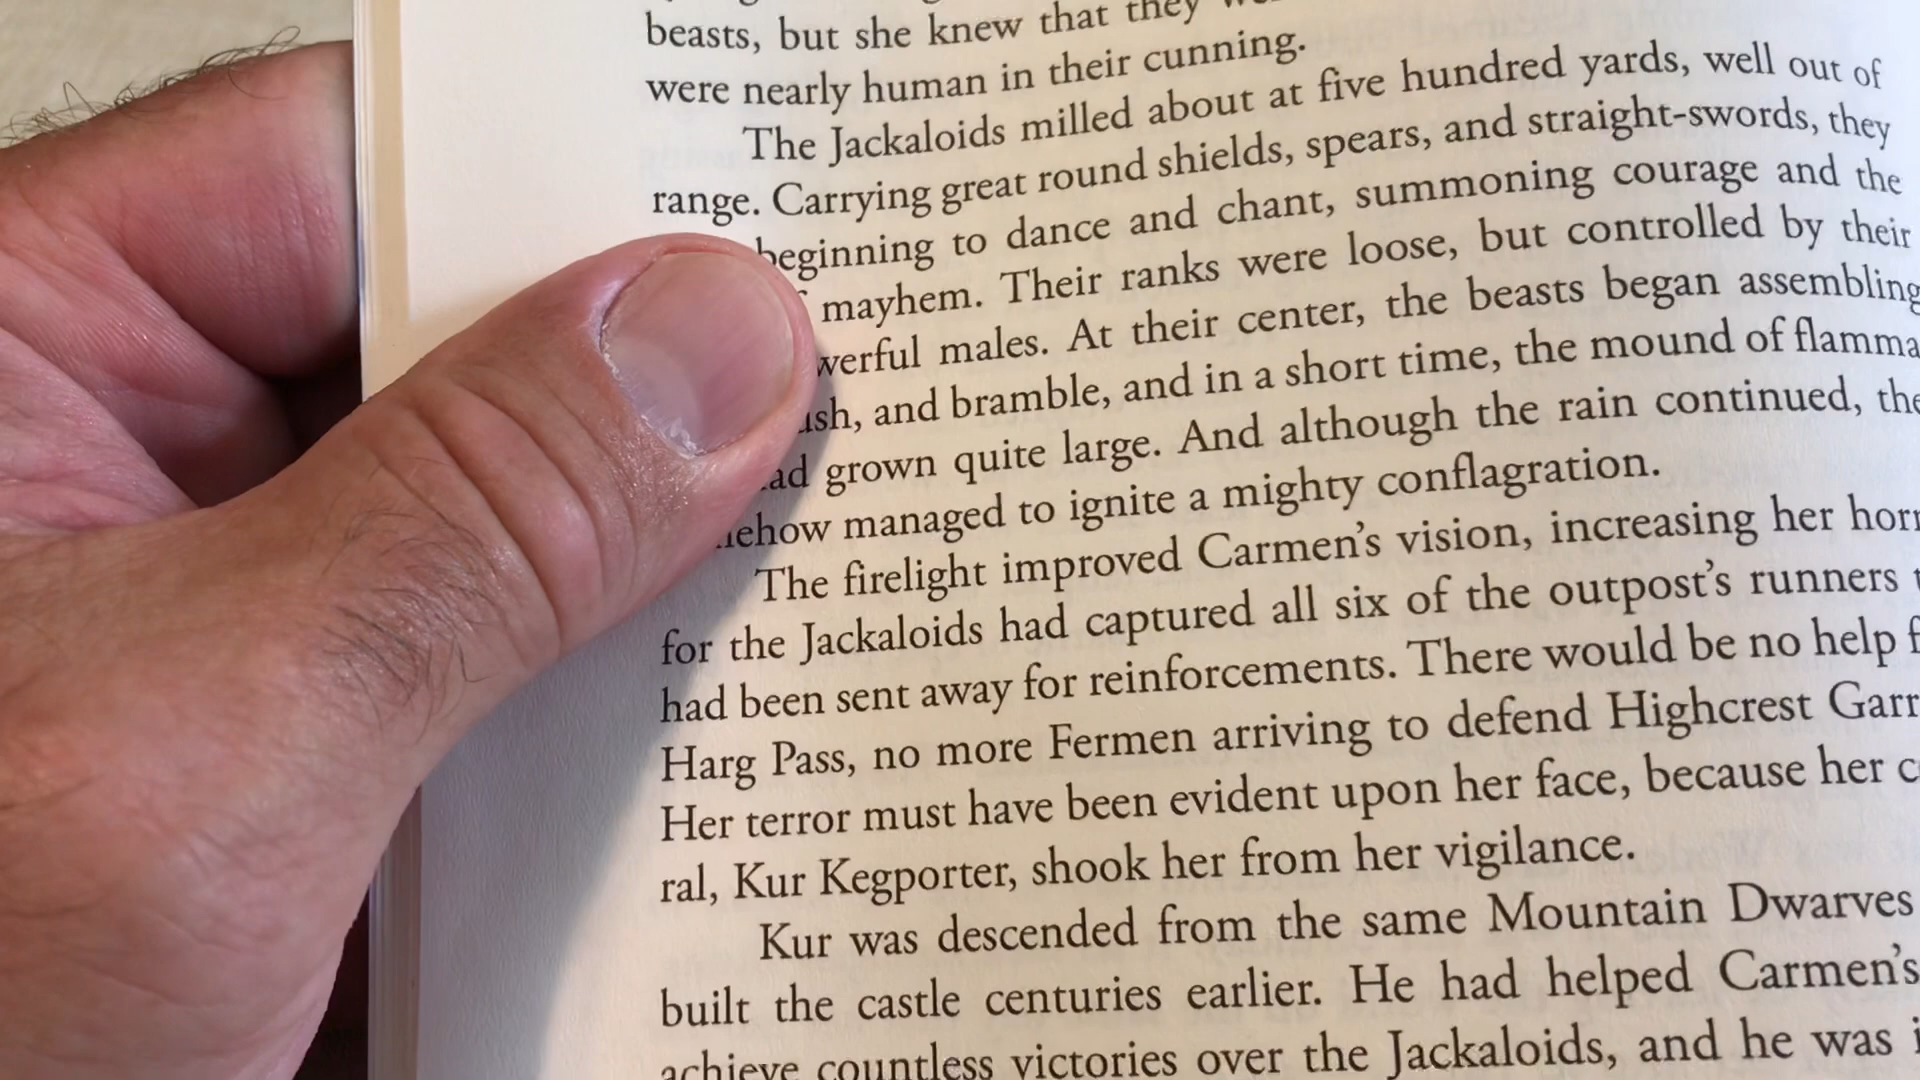 beasts, but she knew that they
were nearly human in their cunning.
The Jackaloids milled about at five hundred yards, well out of
range. Carrying great round shields, spears, and straight-swords, they
beginning to dance and chant, summoning courage and the
mayhem. Their ranks were loose, but controlled by their
males. At their center, the beasts began assembling
and bramble, and in a short time, the mound of
grown quite large. And although the rain continued,
managed to ignite a mighty conflagration.
The firelight improved Carmen's vision, increasing her
for the Jackaloids had captured all six of the outpost's runners
had been sent away for reinforcements. There would be no help
Harg Pass, no more Fermen arriving to defend Highcrest
Her terror must have been evident upon her face, because her
ral, Kur Kegporter, shook her from her vigilance.
Kur was descended from the same Mountain Dwarves
built the castle centuries earlier. He had helped Carmen's
achieve countless victories over the Jackaloids, and he was